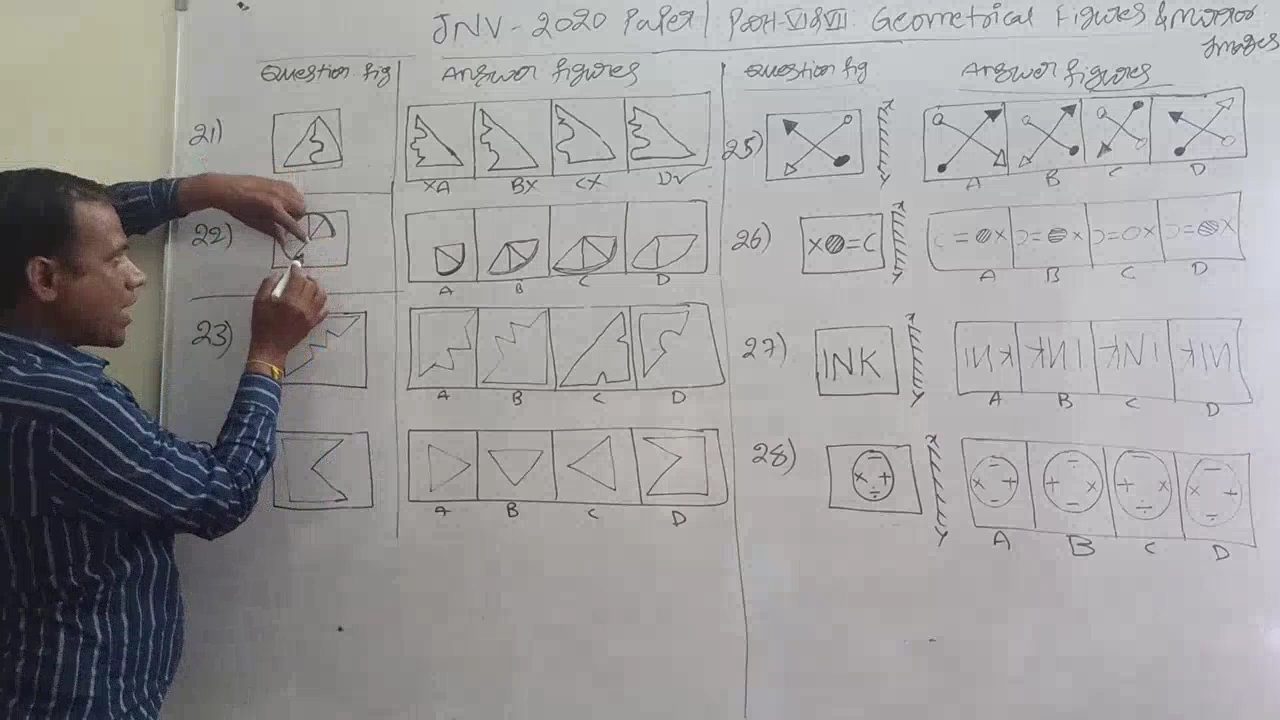 JNV - 2020 Paper | Part-VI & VII Geometrical Figures & Mirror
Images
Question fig
Answer figures
Question fig
Answer figures
21)
XA BX CX D✓
22)
A B C D
23)
A B C D
A B C D
25)
A B C D
26)
X = C
= X = X OX = X
A B C D
27)
INK
A B C D
28)
× + − ÷
A B C D